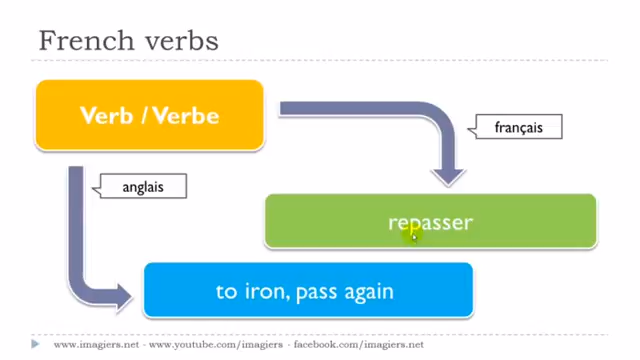 French verbs
Verb / Verbe
français
anglais
repasser
to iron, pass again
www.imagiers.net - www.youtube.com/imagiers - facebook.com/imagiers.net